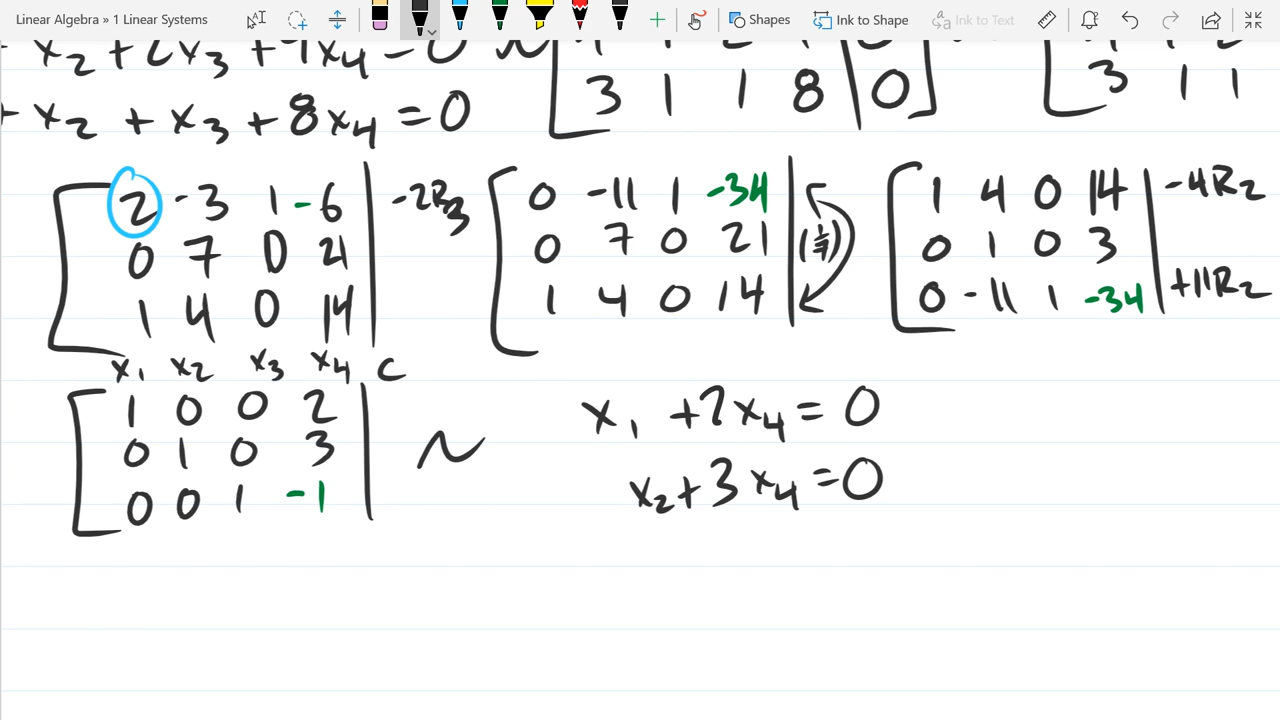 Linear Algebra » 1 Linear Systems Shapes Ink to Shape Ink to Text
x2 + 2x3 + 4x4 = 0
3 1 1 8 | 0
3 1 1
+ x2 + x3 + 8x4 = 0
2 -3 1 -6 | -2R3
0 7 0 21
1 4 0 14
0 -11 1 -34
0 7 0 21 | (1/7)
1 4 0 14
1 4 0 14 | -4R2
0 1 0 3
0 -11 1 -34 | +11R2
x1 x2 x3 x4 c
1 0 0 2
0 1 0 3
0 0 1 -1
~
x1 + 2x4 = 0
x2 + 3x4 = 0